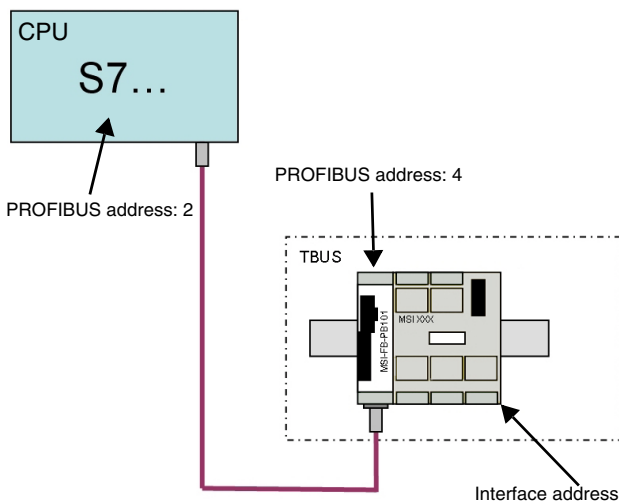 CPU
S7...
PROFIBUS address: 2
PROFIBUS address: 4
TBUS
MSI-FB-PB101
MSI XXX
Interface address